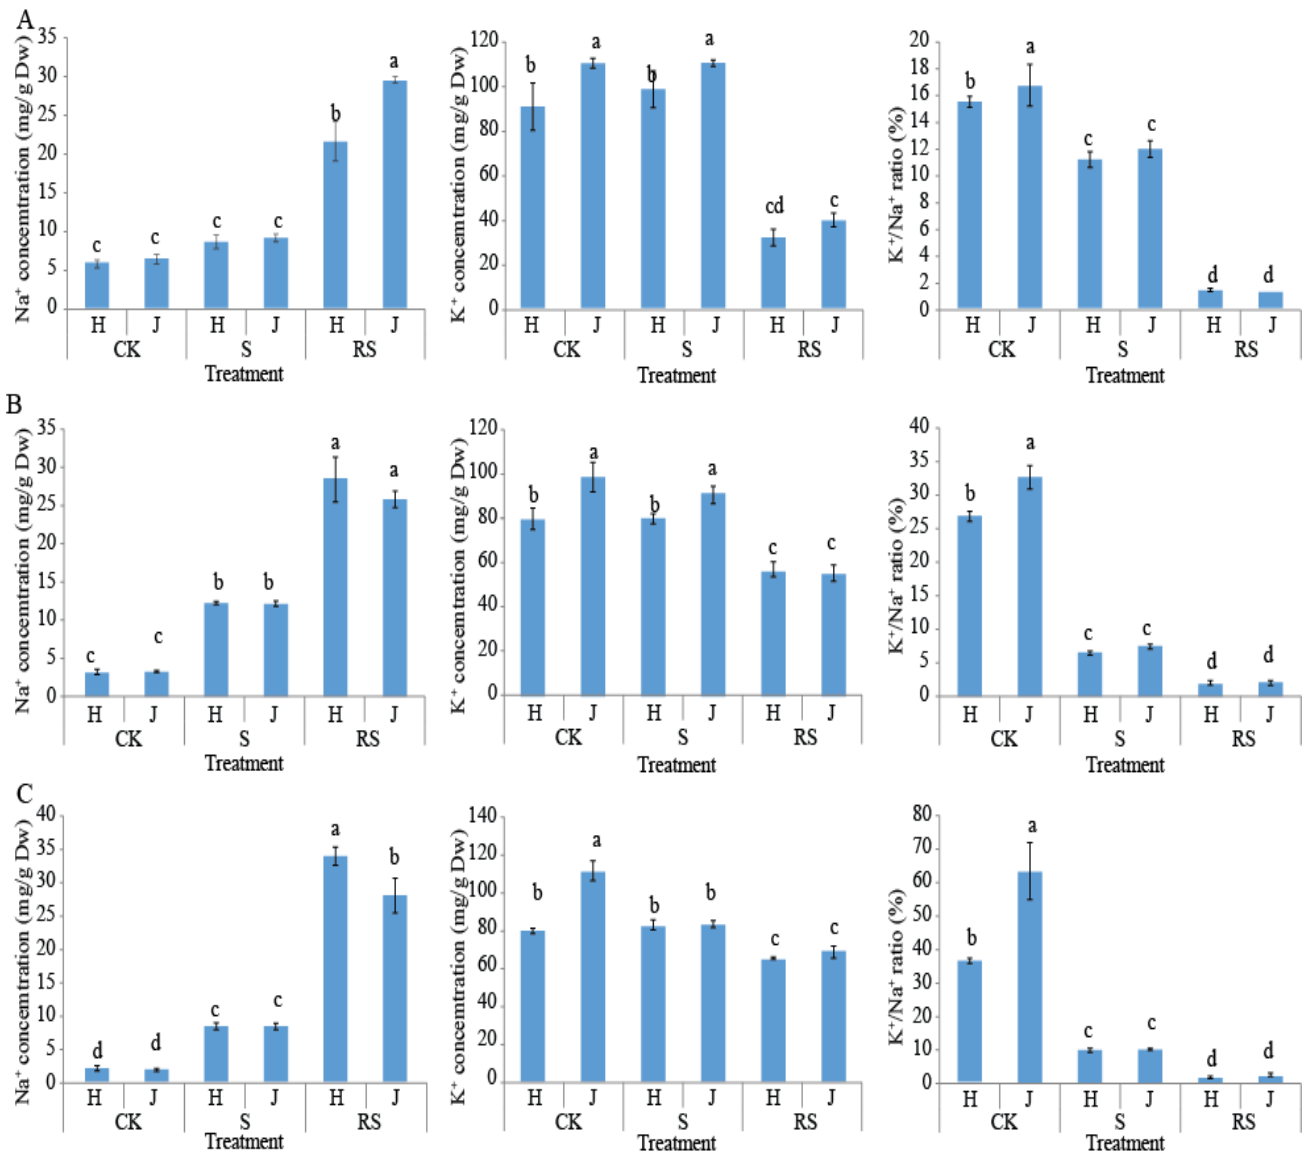 A
Na⁺ concentration (mg/g Dw)
35
30
25
20
15
10
5
0
c
c
c
c
b
a
H J H J H J
CK S RS
Treatment
K⁺ concemtration (mg/g Dw)
120
100
80
60
40
20
0
b
a
b
a
cd
c
H J H J H J
CK S RS
Treatment
K⁺/Na⁺ ratio (%)
20
18
16
14
12
10
8
6
4
2
0
b
a
c
c
d
d
H J H J H J
CK S RS
Treatment
B
Na⁺ concemtration (mg/g Dw)
35
30
25
20
15
10
5
0
c
c
b
b
a
a
H J H J H J
CK S RS
Treatment
K⁺ concemtration (mg/g Dw)
120
100
80
60
40
20
0
b
a
b
a
c
c
H J H J H J
CK S RS
Treatment
K⁺/Na⁺ ratio (%)
40
35
30
25
20
15
10
5
0
b
a
c
c
d
d
H J H J H J
CK S RS
Treatment
C
Na⁺ concemtration (mg/g Dw)
40
35
30
25
20
15
10
5
0
d
d
c
c
a
b
H J H J H J
CK S RS
Treatment
K⁺ concemtration (mg/g Dw)
140
120
100
80
60
40
20
0
b
a
b
b
c
c
H J H J H J
CK S RS
Treatment
K⁺/Na⁺ ratio (%)
80
70
60
50
40
30
20
10
0
b
a
c
c
d
d
H J H J H J
CK S RS
Treatment